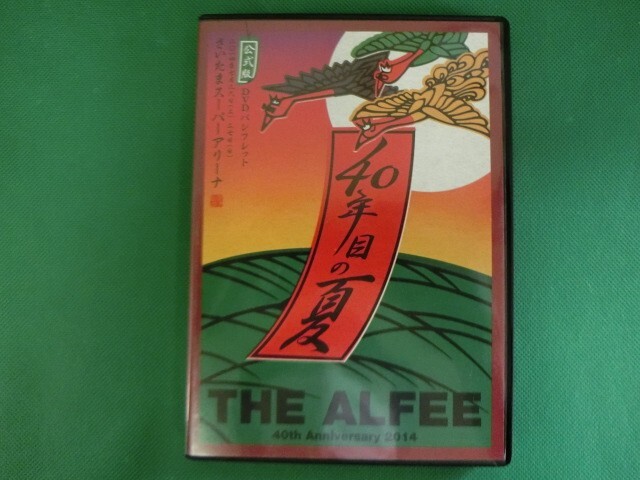 公式版
DVDパンフレット
さいたまスーパーアリーナ
40年目の夏
THE ALFEE
40th Anniversary 2014